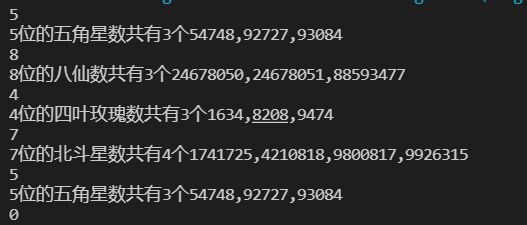 5
5位的五角星数共有3个54748,92727,93084
8
8位的八仙数共有3个24678050,24678051,88593477
4
4位的四叶玫瑰数共有3个1634,8208,9474
7
7位的北斗星数共有4个1741725,4210818,9800817,9926315
5
5位的五角星数共有3个54748,92727,93084
0